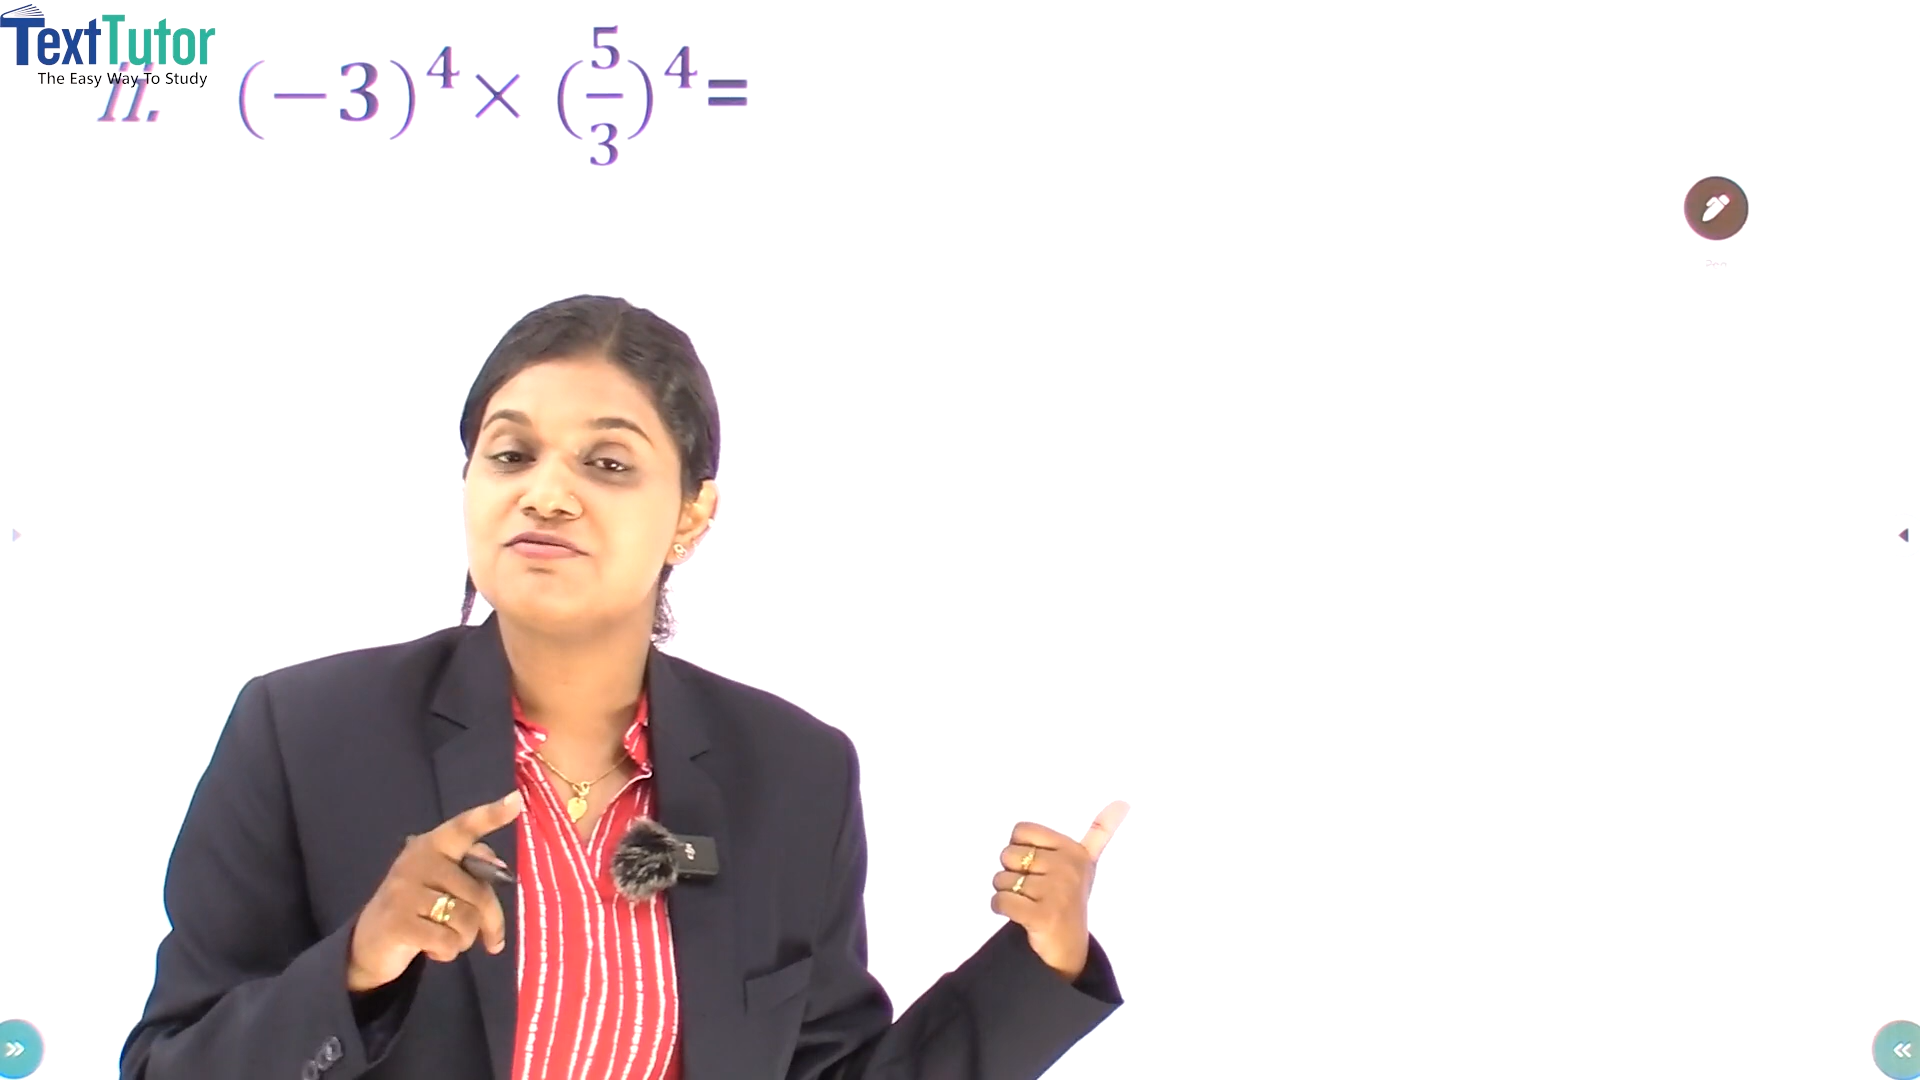 TextTutor
The Easy Way To Study
ii. (−3)⁴ × (5/3)⁴ =